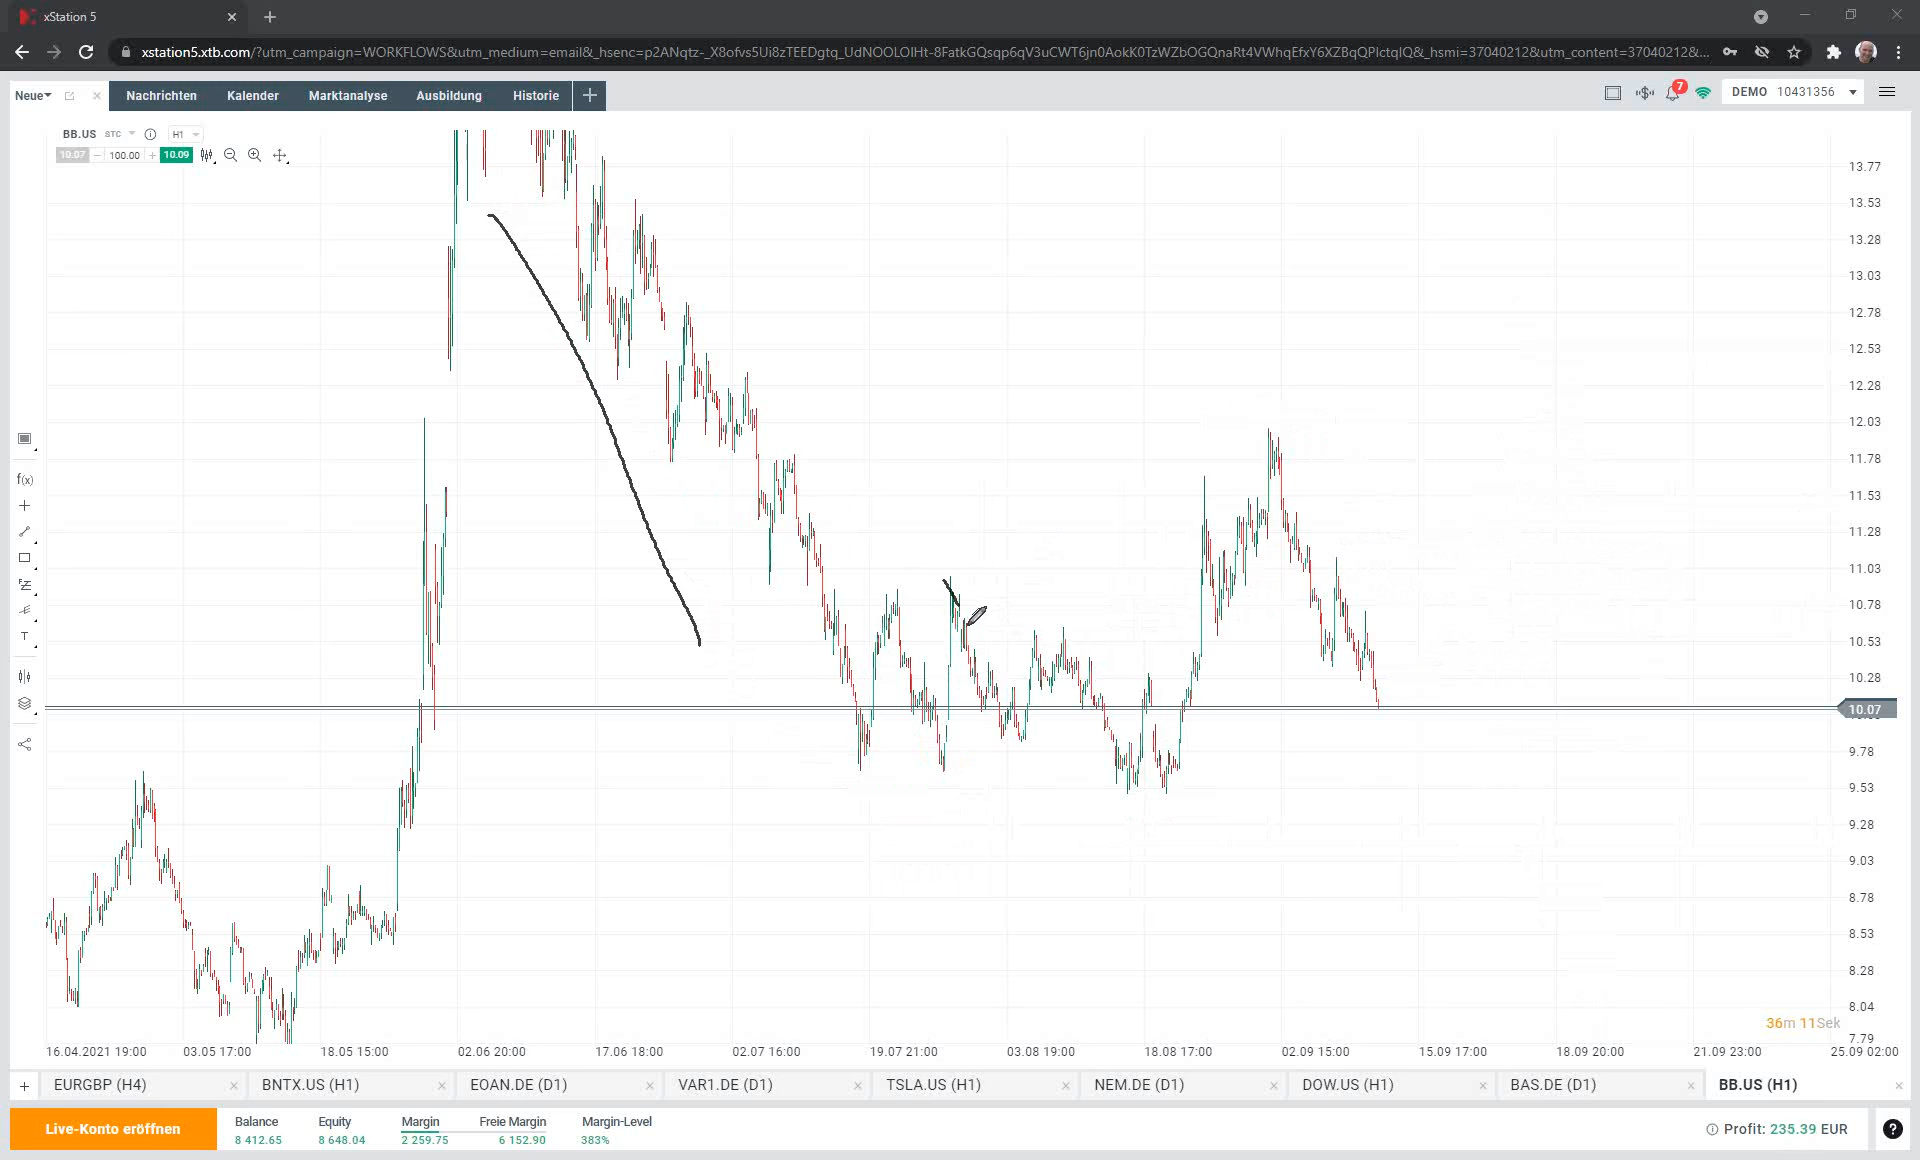 xStation 5
xstation5.xtb.com/?utm_campaign=WORKFLOWS&utm_medium=email&_hsenc=p2ANqtz-_X8ofvs5Ui8zTEEDgtq_UdNOOLOIHt-8FatkGQsqp6qV3uCWT6jn0AokK0TzWZbOGQnaRt4VWhqEfxY6XZBqQPlctqIQ&_hsmi=37040212&utm_content=37040212&...
Neue
Nachrichten
Kalender
Marktanalyse
Ausbildung
Historie
7
DEMO 10431356
BB.US STC H1
10.07 100.00 10.09
13.77
13.53
13.28
13.03
12.78
12.53
12.28
12.03
11.78
11.53
11.28
11.03
10.78
10.53
10.28
10.07
9.78
9.53
9.28
9.03
8.78
8.53
8.28
8.04
7.79
f(x)
T
36m 11Sek
16.04.2021 19:00 03.05 17:00 18.05 15:00 02.06 20:00 17.06 18:00 02.07 16:00 19.07 21:00 03.08 19:00 18.08 17:00 02.09 15:00 15.09 17:00 18.09 20:00 21.09 23:00 25.09 02:00
EURGBP (H4) BNTX.US (H1) EOAN.DE (D1) VAR1.DE (D1) TSLA.US (H1) NEM.DE (D1) DOW.US (H1) BAS.DE (D1) BB.US (H1)
Live-Konto eröffnen
Balance Equity Margin Freie Margin Margin-Level
8 412.65 8 648.04 2 259.75 6 152.90 383%
Profit: 235.39 EUR